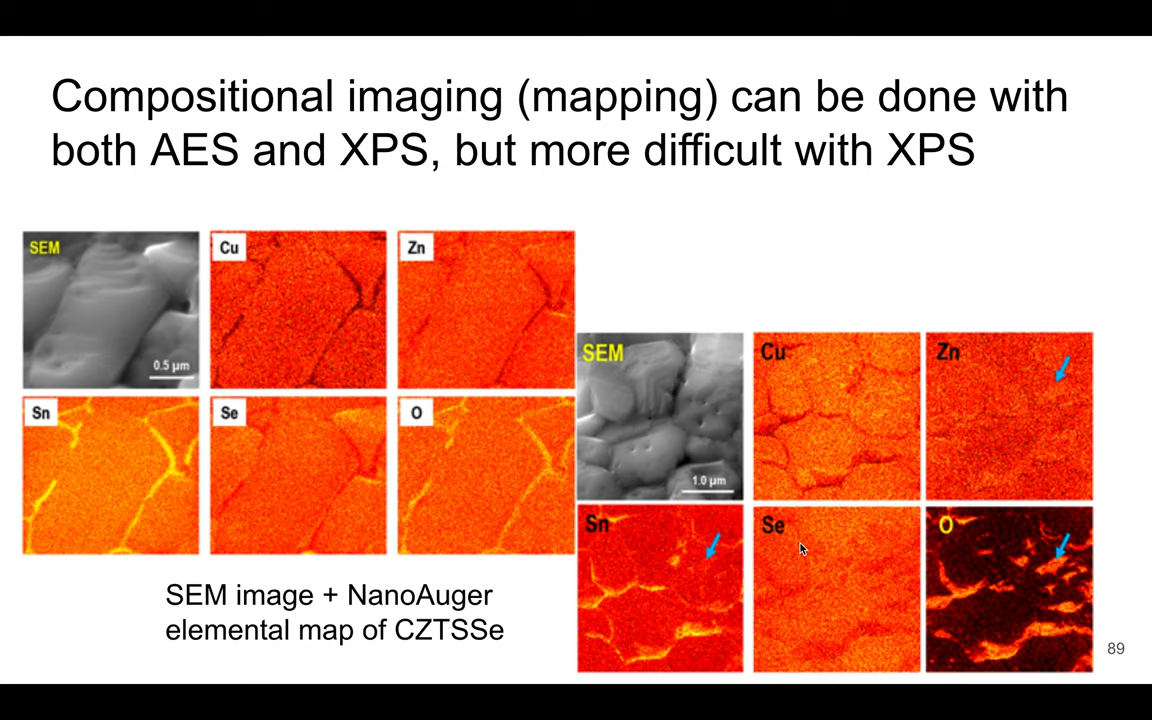 Compositional imaging (mapping) can be done with
both AES and XPS, but more difficult with XPS
SEM
0.5 µm
Cu
Zn
Sn
Se
O
SEM
1.0 µm
Cu
Zn
Sn
Se
O
SEM image + NanoAuger
elemental map of CZTSSe
89